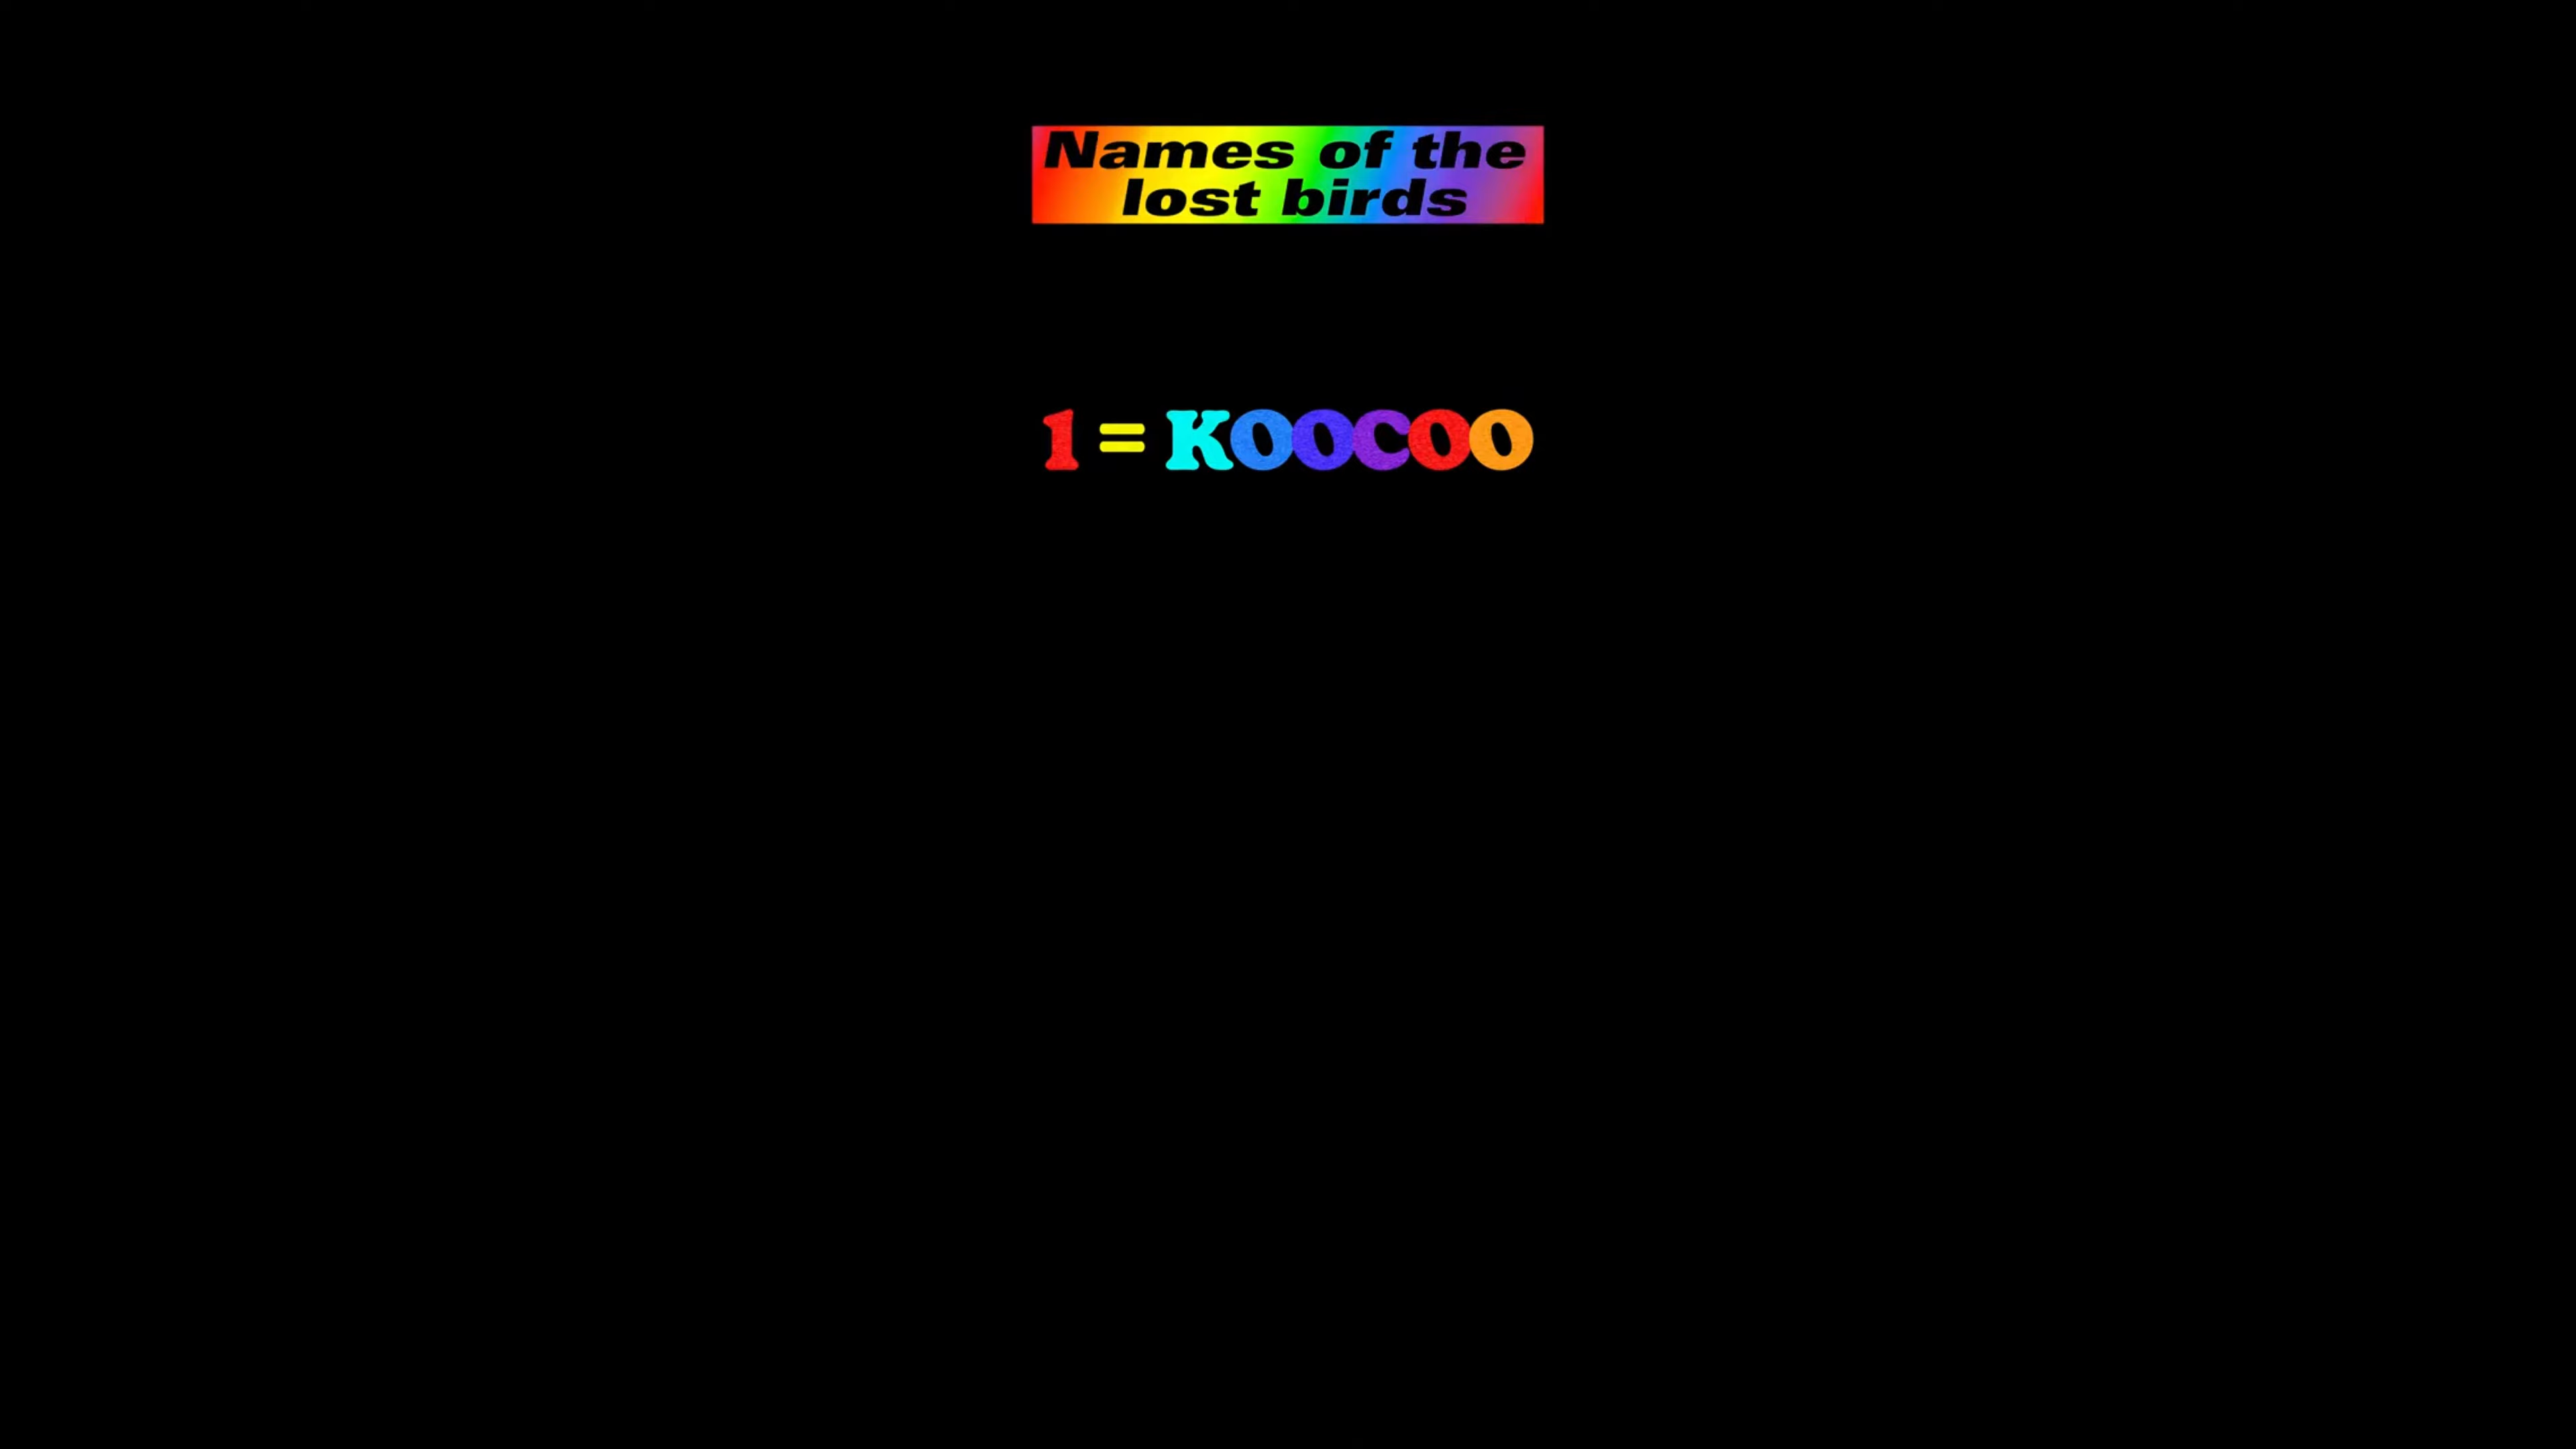 Names of the
lost birds
1 = KOOCOO